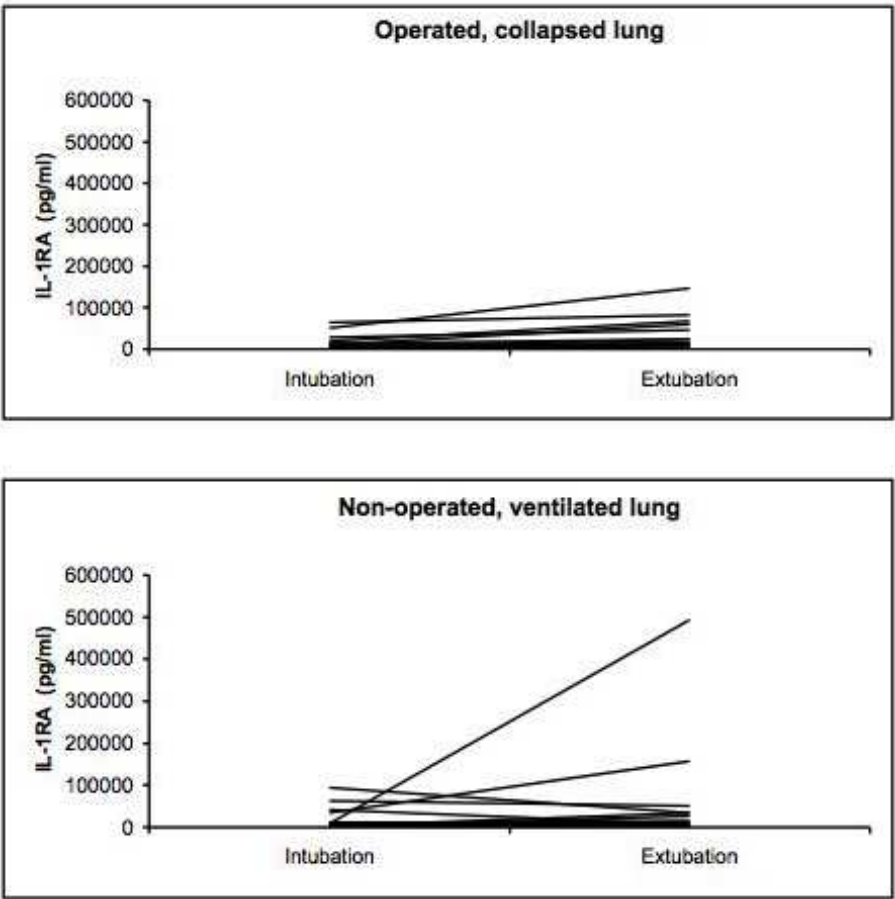 Operated, collapsed lung
600000
500000
400000
300000
200000
100000
0
IL-1RA (pg/ml)
Intubation Extubation
Non-operated, ventilated lung
600000
500000
400000
300000
200000
100000
0
IL-1RA (pg/ml)
Intubation Extubation